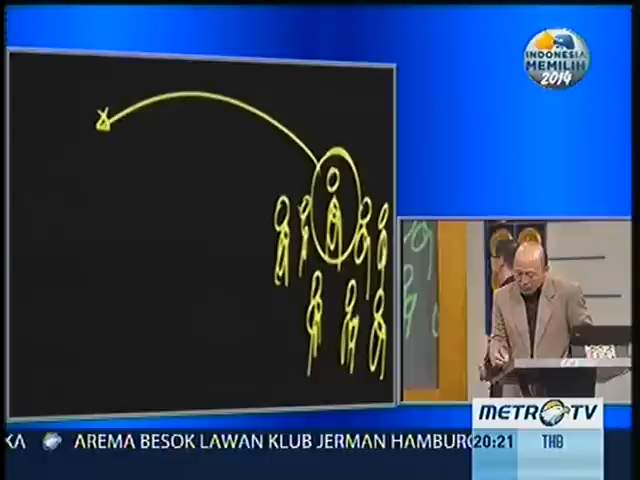 INDONESIA
MEMILIH
2014
METRO TV
KA AREMA BESOK LAWAN KLUB JERMAN HAMBURG
20:21
THB